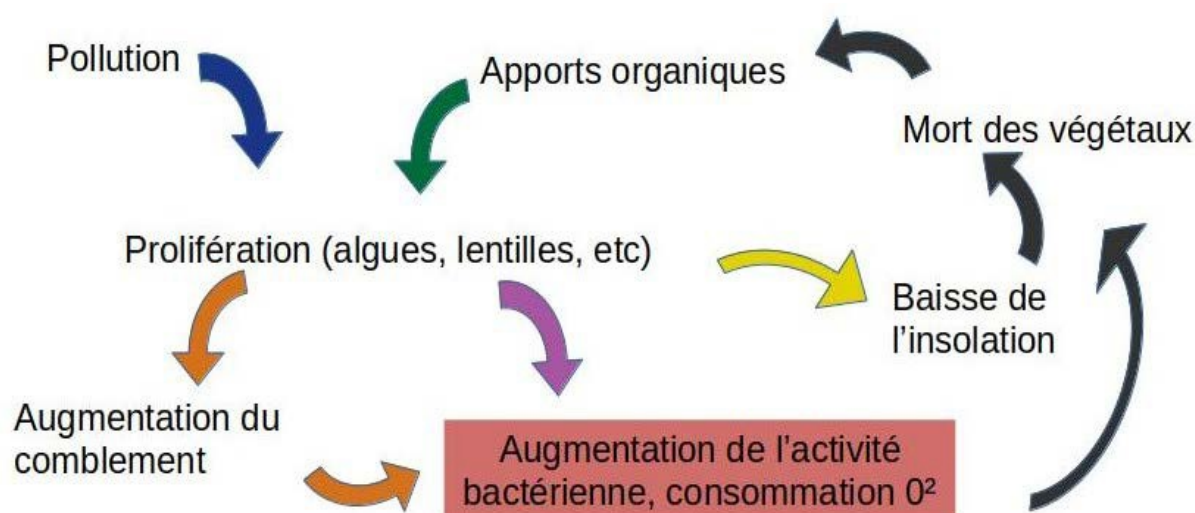 Pollution
Apports organiques
Mort des végétaux
Prolifération (algues, lentilles, etc)
Baisse de
l'insolation
Augmentation du
comblement
Augmentation de l'activité
bactérienne, consommation 0²